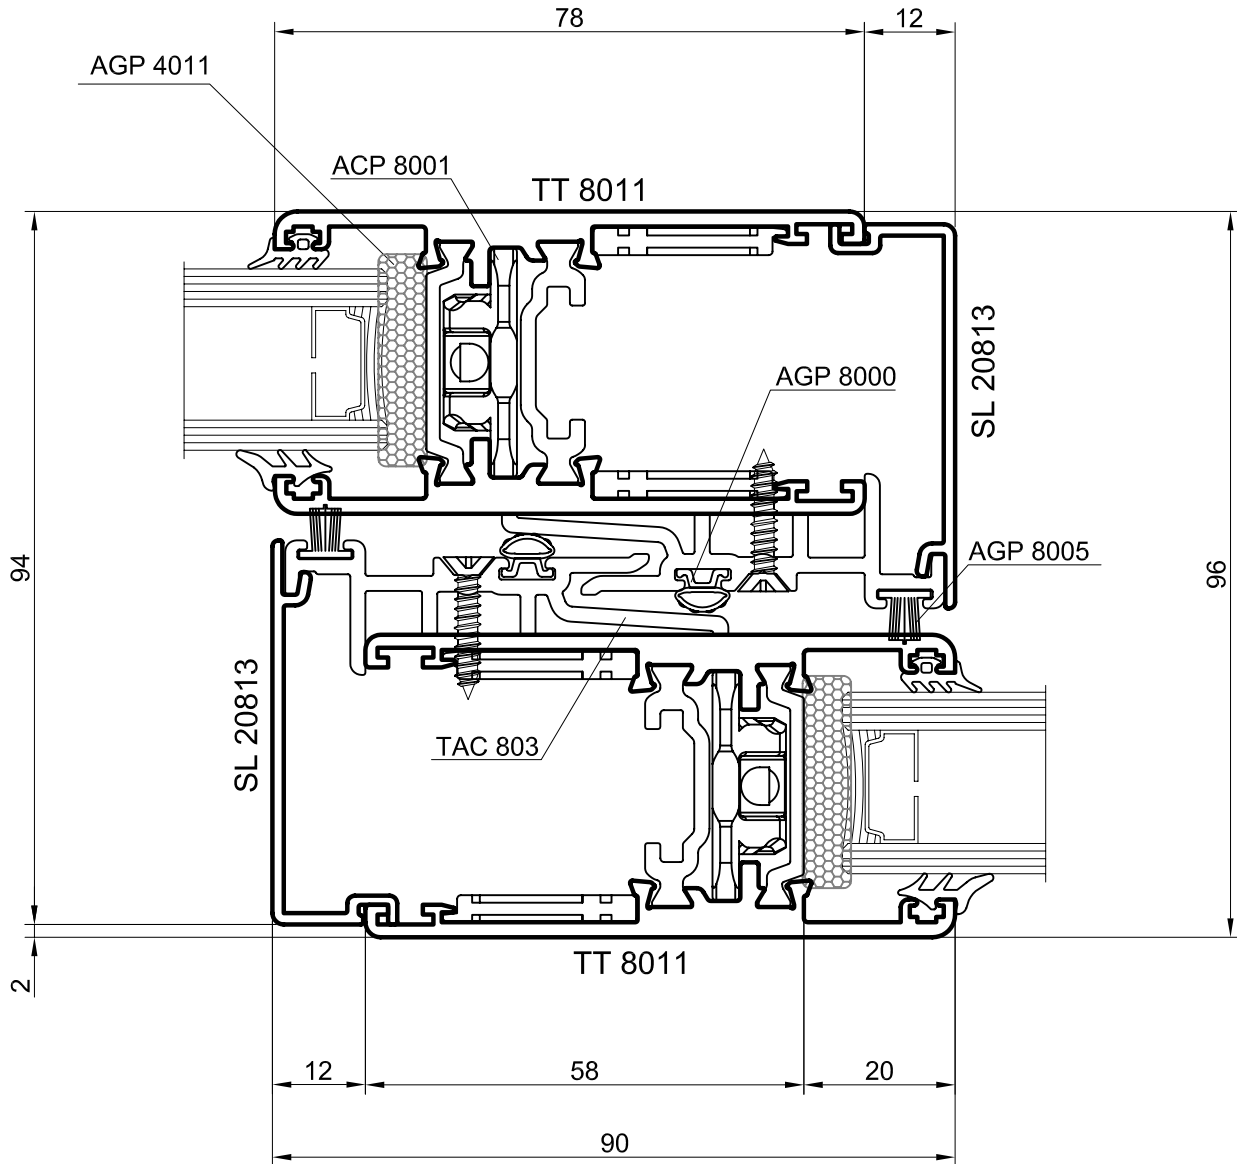 78
12
AGP 4011
ACP 8001
TT 8011
SL 20813
AGP 8000
94
AGP 8005
96
SL 20813
TAC 803
TT 8011
2
12
58
20
90